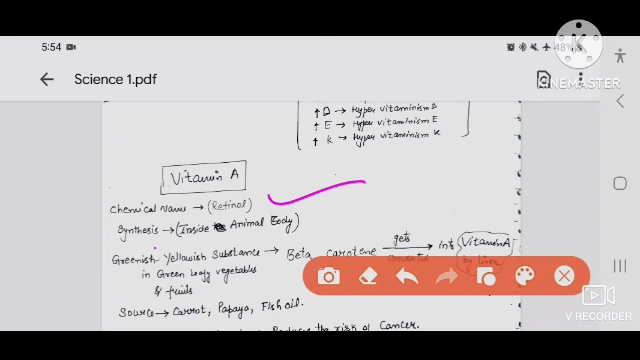 5:54
48%
KINEMASTER
Science 1.pdf
↑ D → Hyper vitaminism D
↑ E → Hyper vitaminism E
↑ K → Hyper vitaminism K
Vitamin A
Chemical Name → (Retinol)
Synthesis → (Inside Animal Body)
Greenish Yellowish Substance → Beta carotene gets converted into Vitamin A
in Green leafy vegetables by Liver
& fruits
Source → Carrot, Papaya, Fish oil.
Reduces the risk of Cancer.
V RECORDER